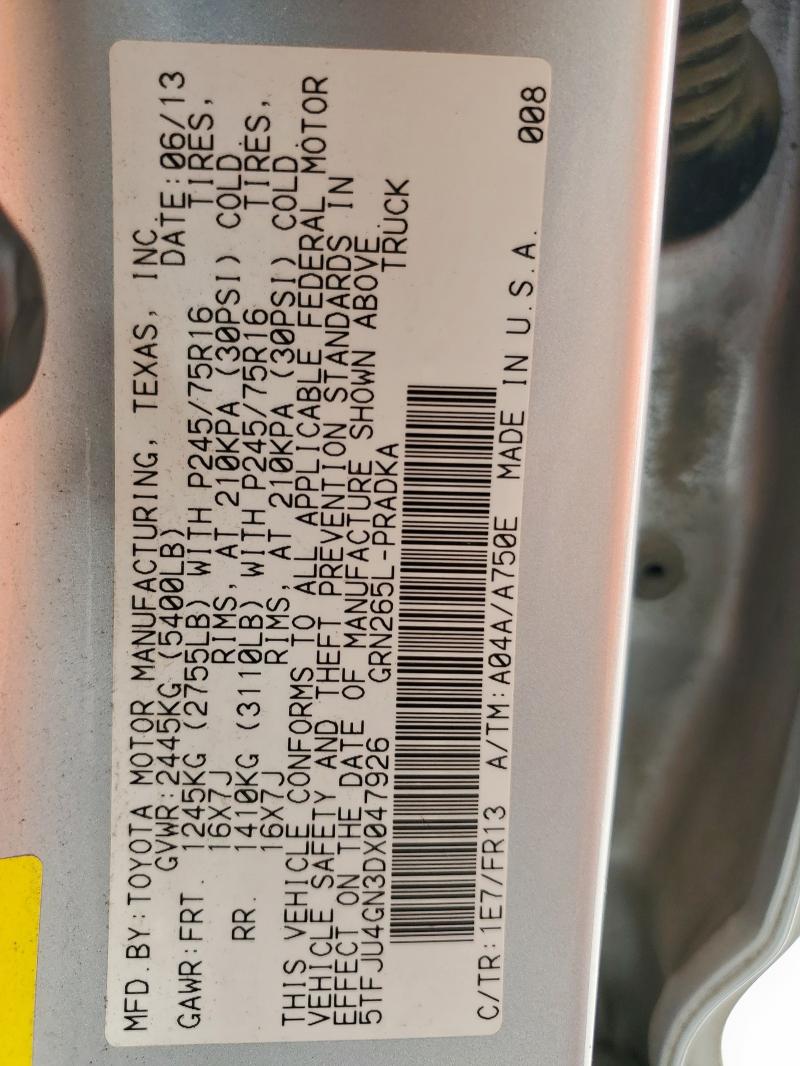 MFD.BY:TOYOTA MOTOR MANUFACTURING, TEXAS, INC.
GVWR:2445KG (5400LB) DATE:06/13
GAWR:FRT. 1245KG (2755LB) WITH P245/75R16 TIRES,
16X7J RIMS, AT 210KPA (30PSI) COLD
RR. 1410KG (3110LB) WITH P245/75R16 TIRES,
16X7J RIMS, AT 210KPA (30PSI) COLD
THIS VEHICLE CONFORMS TO ALL APPLICABLE FEDERAL MOTOR
VEHICLE SAFETY AND THEFT PREVENTION STANDARDS IN
EFFECT ON THE DATE OF MANUFACTURE SHOWN ABOVE.
5TFJU4GN3DX047926 GRN265L-PRADKA TRUCK
C/TR:1E7/FR13 A/TM:A04A/A750E MADE IN U.S.A. 008